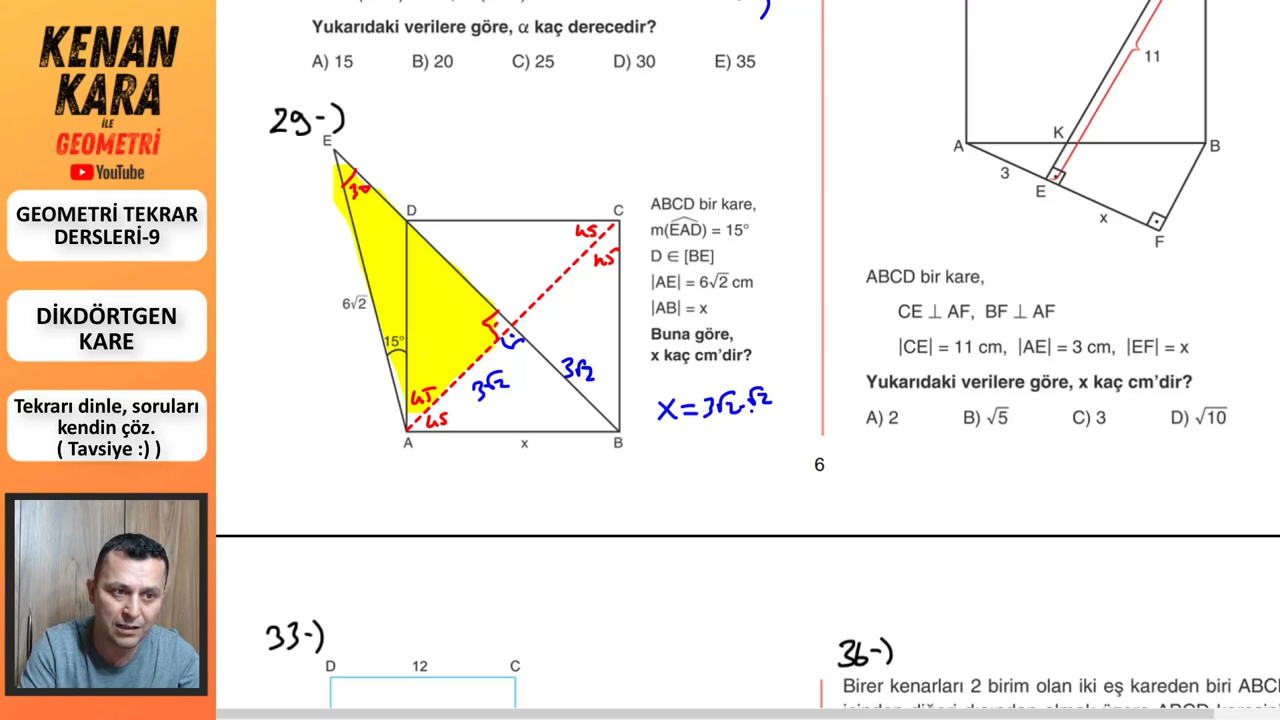 KENAN
KARA
İLE
GEOMETRİ
YouTube
GEOMETRİ TEKRAR
DERSLERİ-9
DİKDÖRTGEN
KARE
Tekrarı dinle, soruları
kendin çöz.
( Tavsiye :) )
Yukarıdaki verilere göre, α kaç derecedir?
A) 15 B) 20 C) 25 D) 30 E) 35
29-)
E
30
D
C
45
45
6√2
15°
45
45
3√2
3√2
A
x
B
ABCD bir kare,
m(EAD) = 15°
D ∈ [BE]
|AE| = 6√2 cm
|AB| = x
Buna göre,
x kaç cm'dir?
x = 3√2.√2
11
K
A
B
3
E
x
F
ABCD bir kare,
CE ⊥ AF, BF ⊥ AF
|CE| = 11 cm, |AE| = 3 cm, |EF| = x
Yukarıdaki verilere göre, x kaç cm'dir?
A) 2 B) √5 C) 3 D) √10
6
33-)
D 12 C
36-)
Birer kenarları 2 birim olan iki eş kareden biri ABC